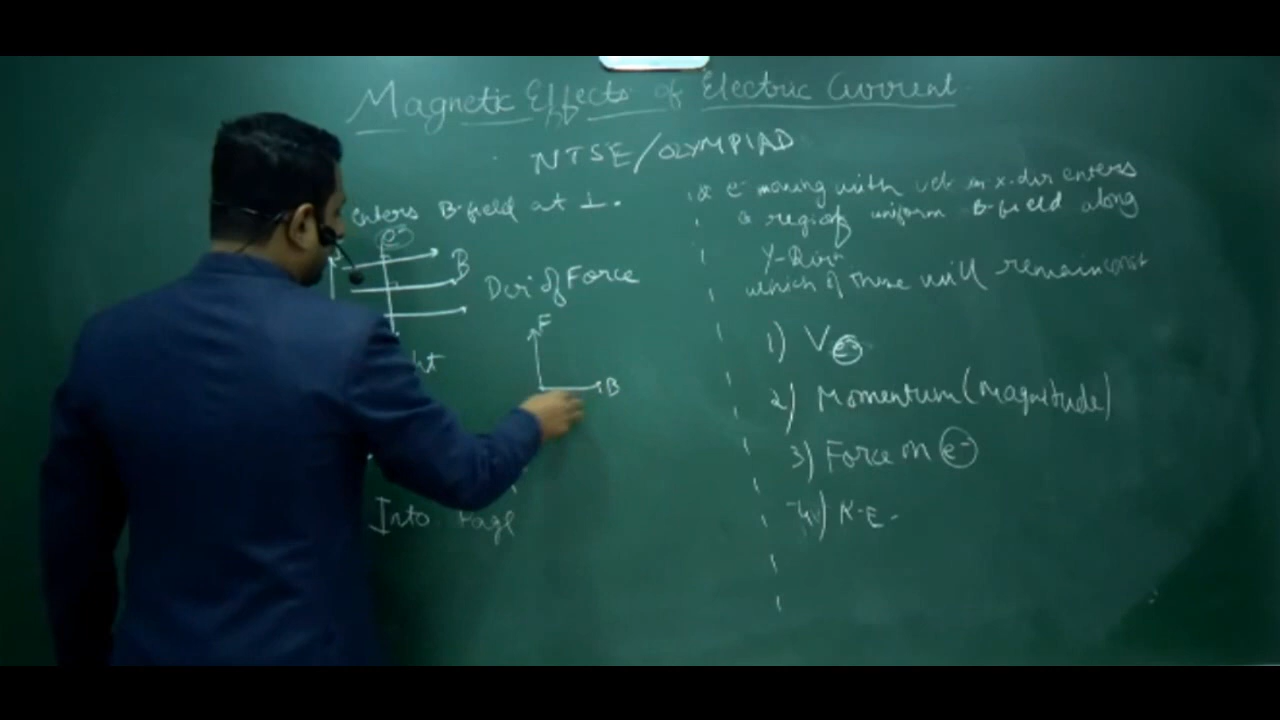 Magnetic Effects of Electric Current
NTSE/OLYMPIAD
enters B-field at ⊥.
e-
B
Dir of Force
F
B
Into Page
e- moving with vel in x-dir enters
a region of uniform B-field along
Y-Dir
which of these will remain const
1) V e-
2) Momentum (Magnitude)
3) Force on e-
4) K-E-